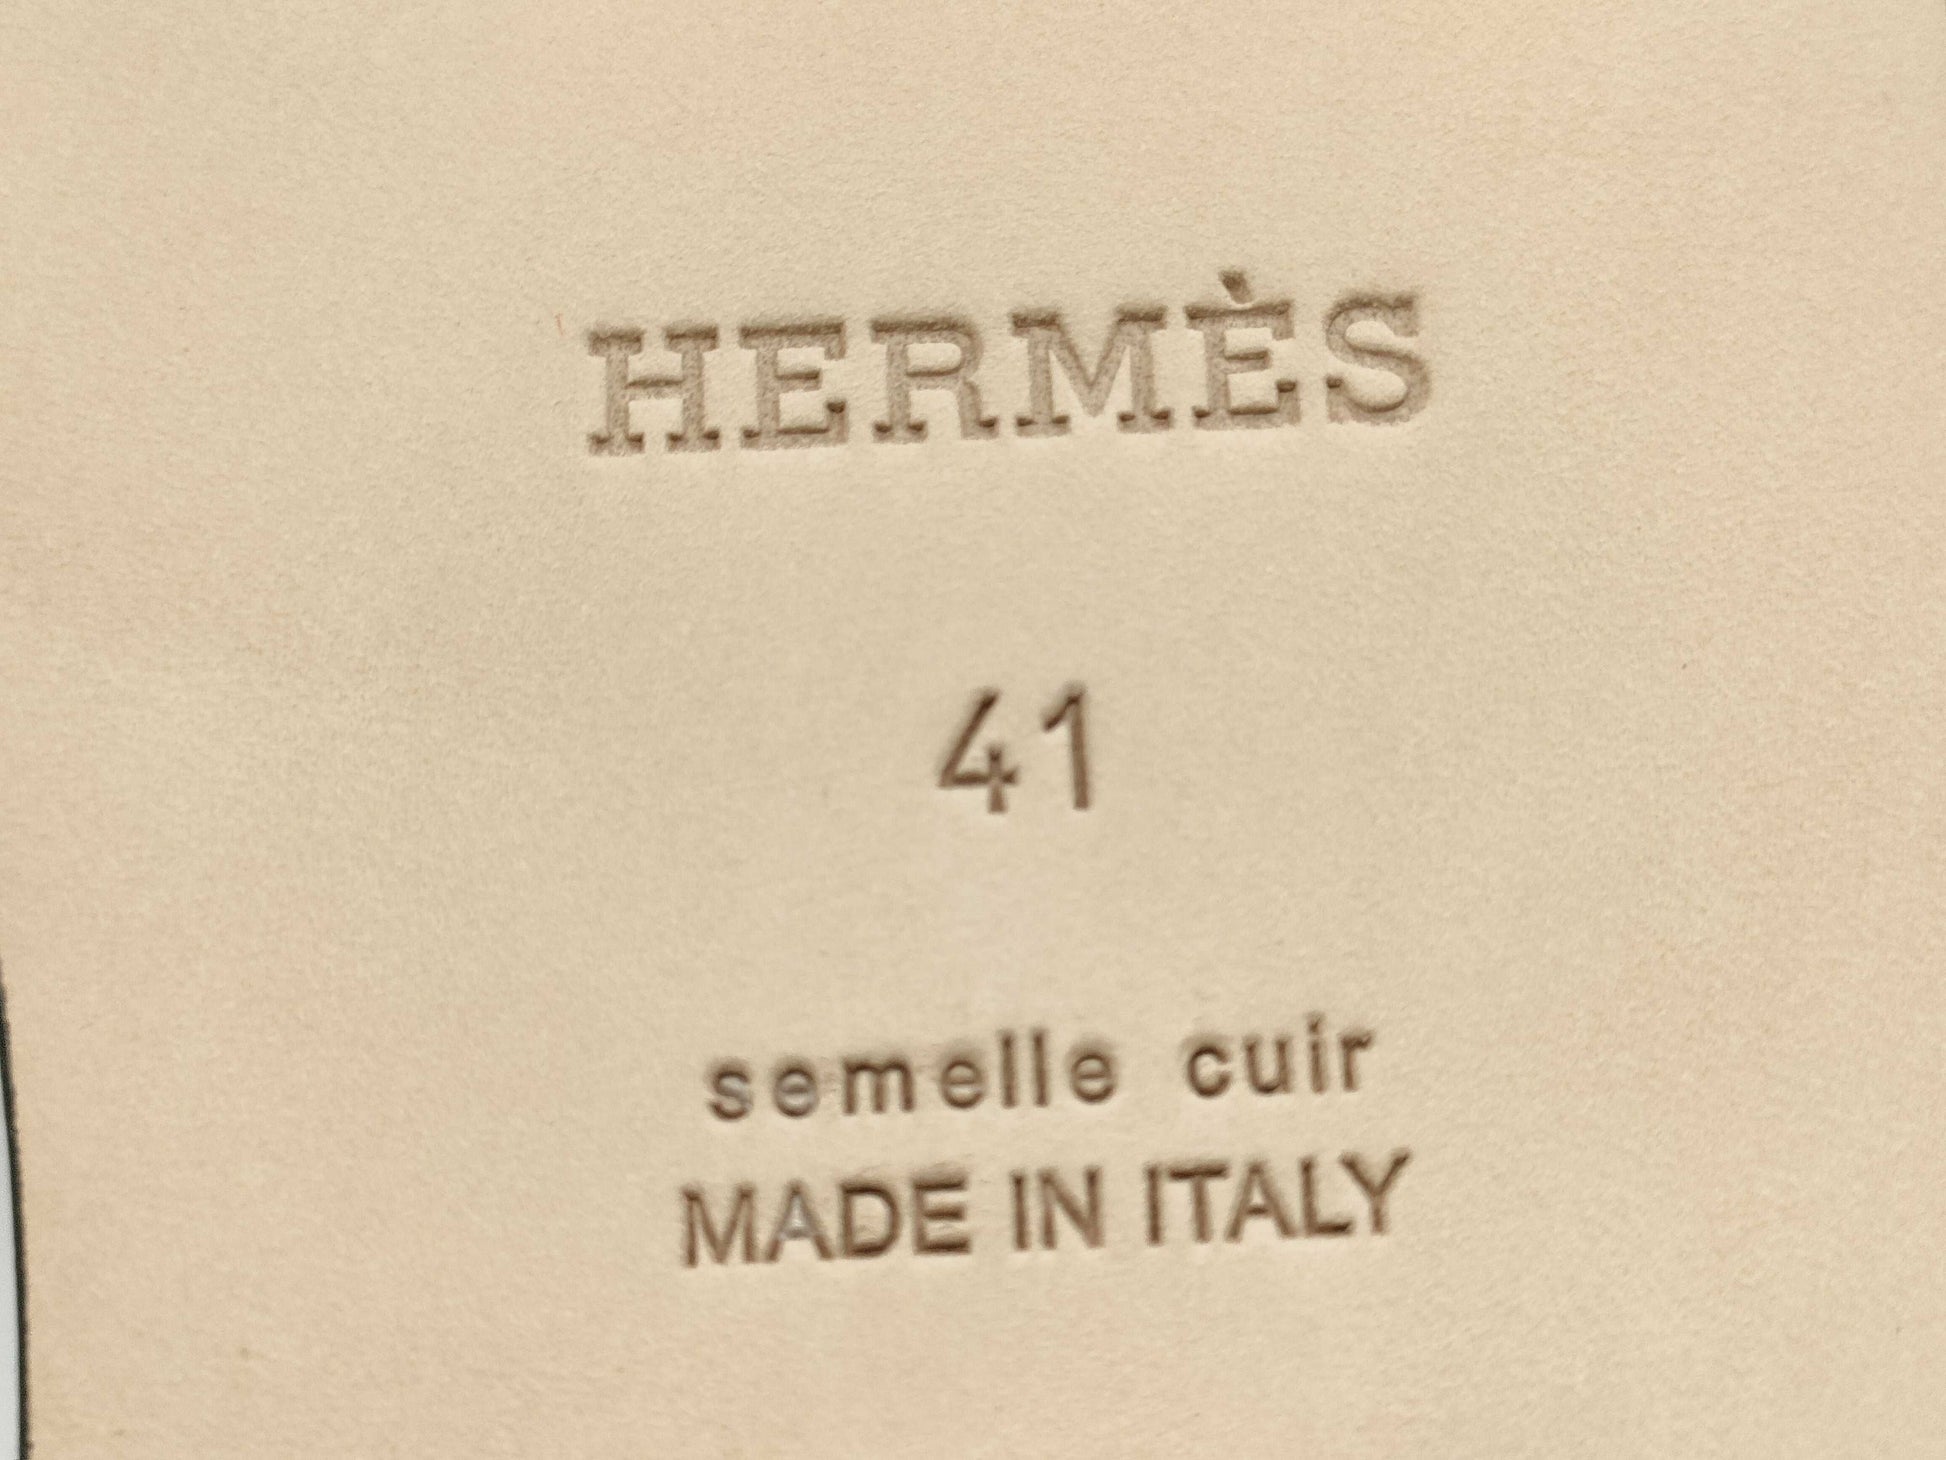 HERMÈS
41
semelle cuir
MADE IN ITALY